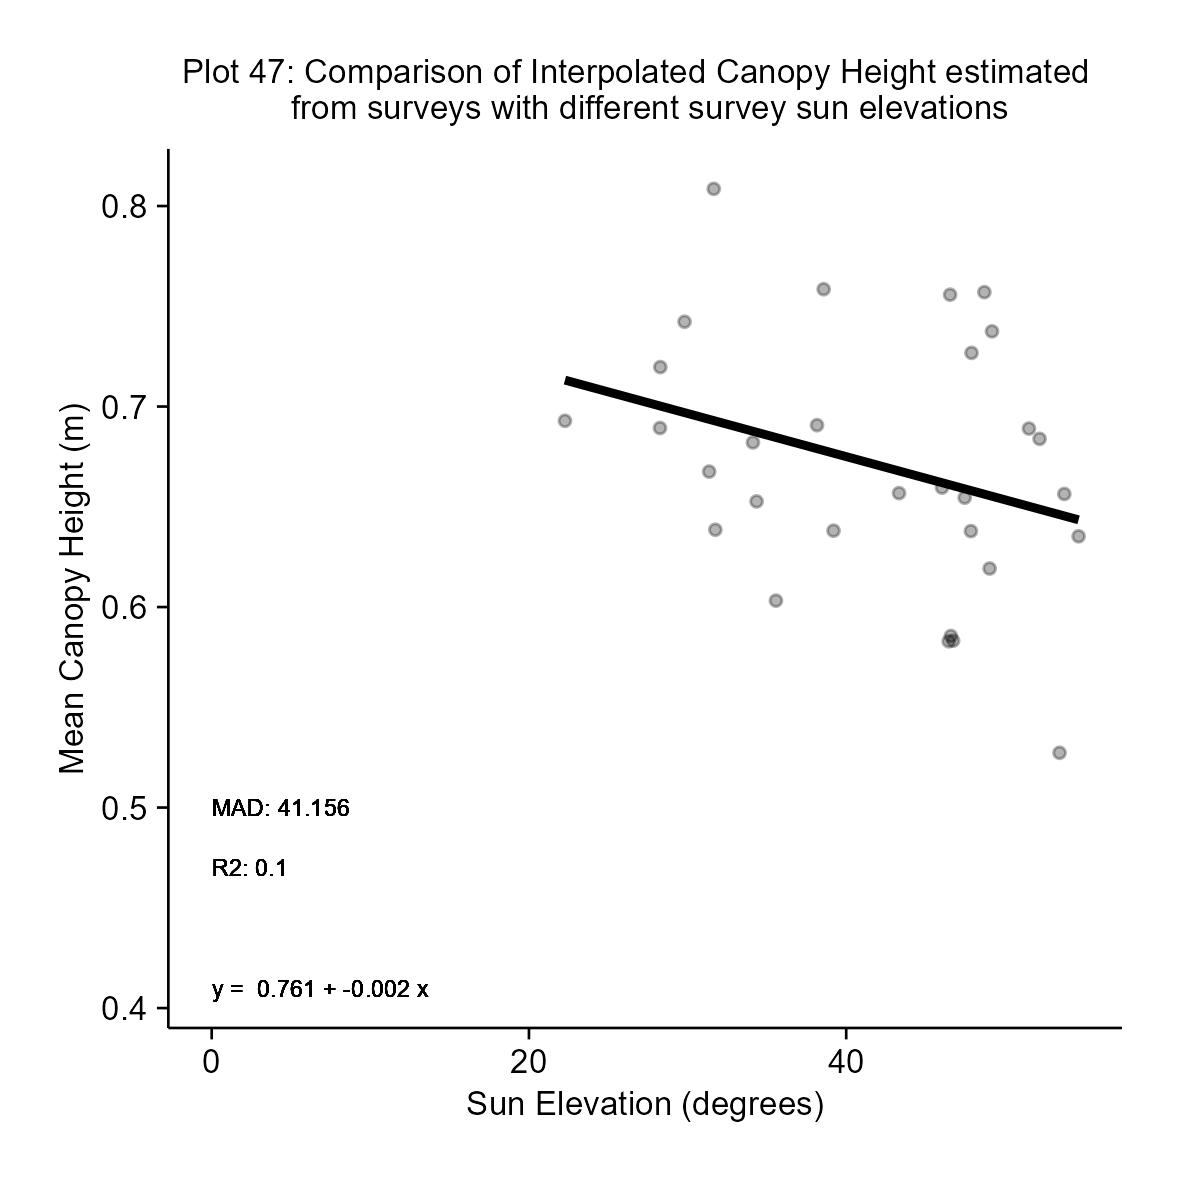 Plot 47: Comparison of Interpolated Canopy Height estimated
from surveys with different survey sun elevations
Mean Canopy Height (m)
0.8
0.7
0.6
0.5
0.4
MAD: 41.156
R2: 0.1
y =  0.761 + -0.002 x
0
20
40
Sun Elevation (degrees)